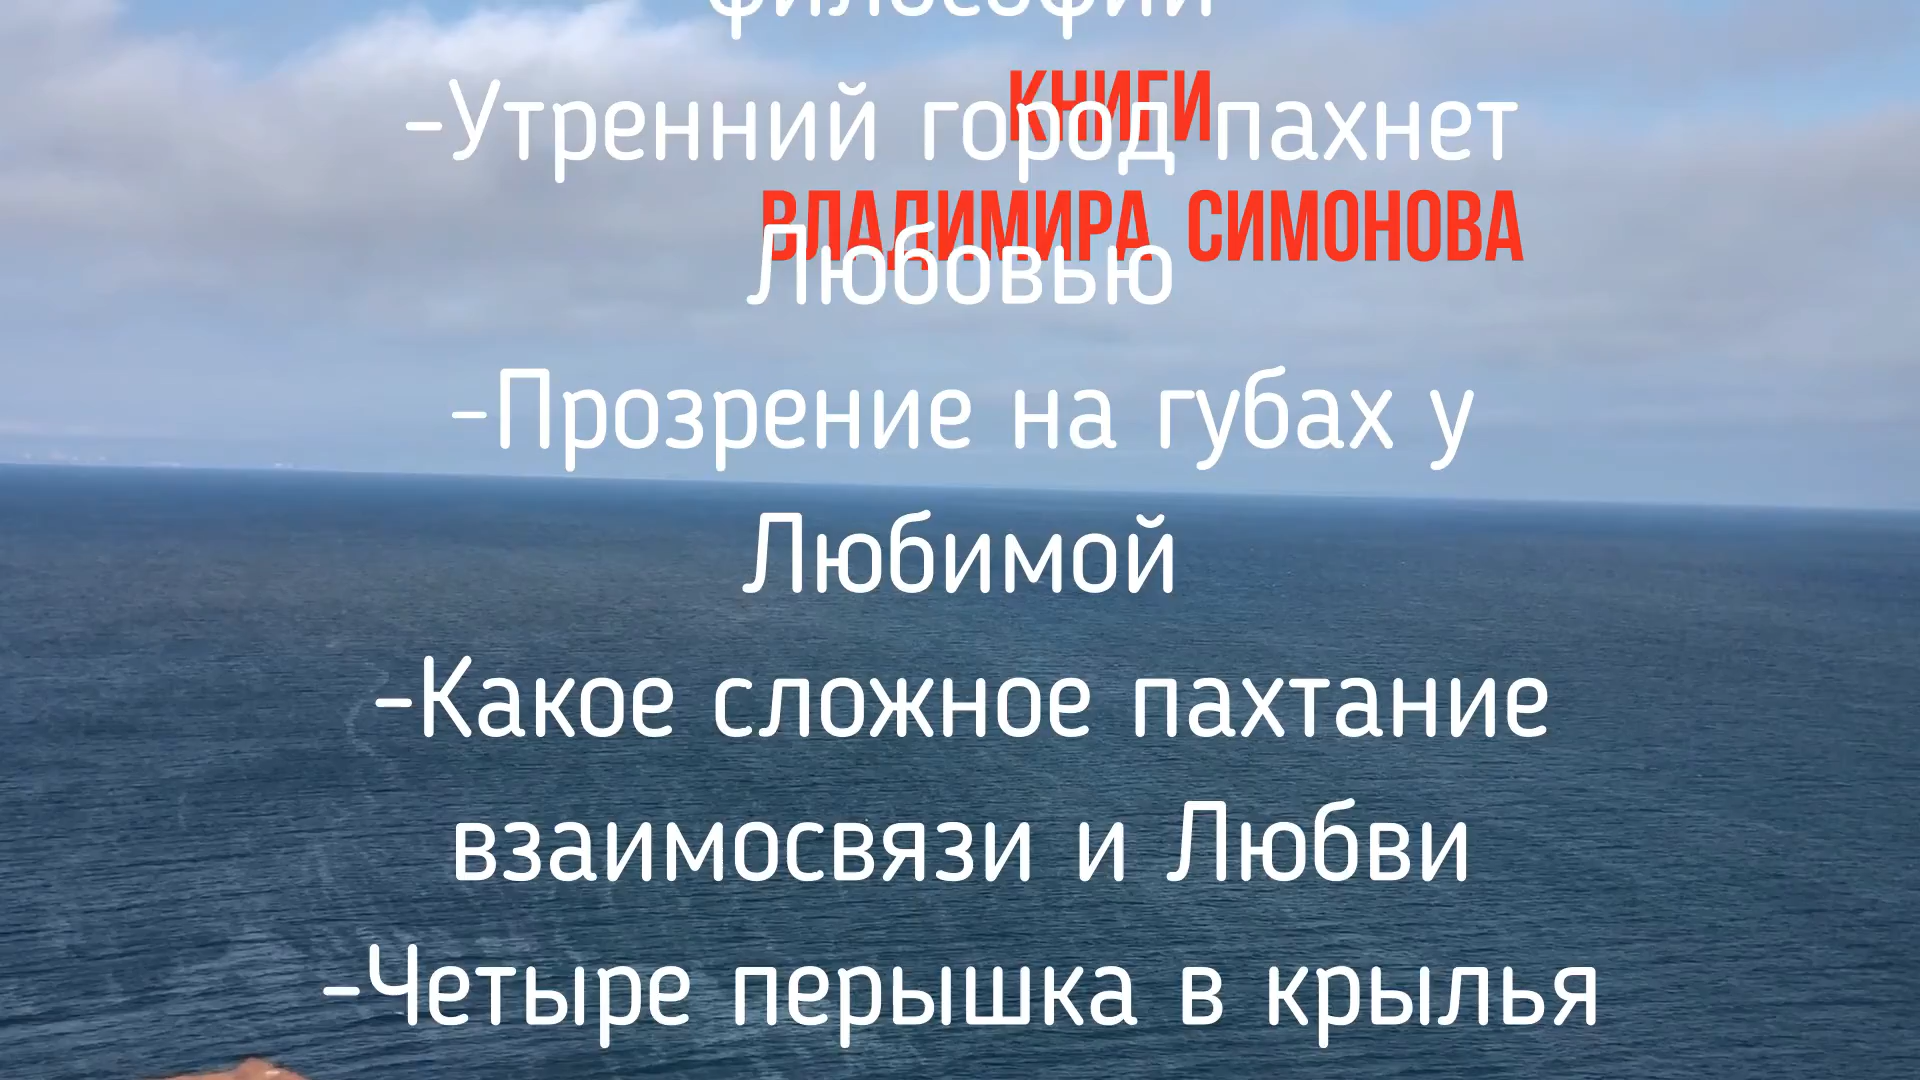 философии
-Утренний город пахнет
КНИГИ
ВЛАДИМИРА СИМОНОВА
Любовью
-Прозрение на губах у
Любимой
-Какое сложное пахтание
взаимосвязи и Любви
-Четыре перышка в крылья